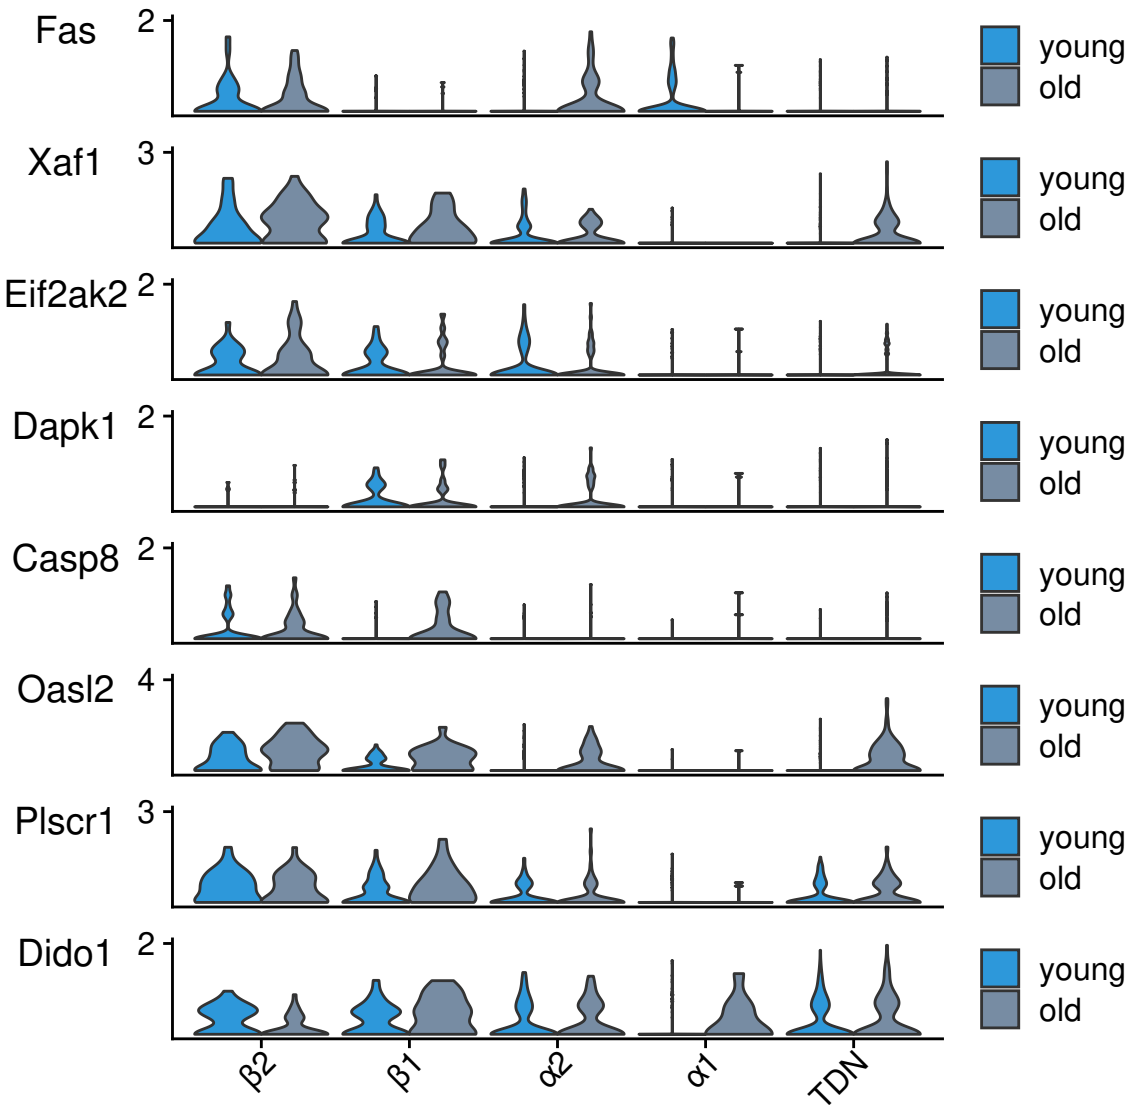 Fas 2 young
old
Xaf1 3 young
old
Eif2ak2 2 young
old
Dapk1 2 young
old
Casp8 2 young
old
Oasl2 4 young
old
Plscr1 3 young
old
Dido1 2 young
old
β2 β1 α2 α1 TDN